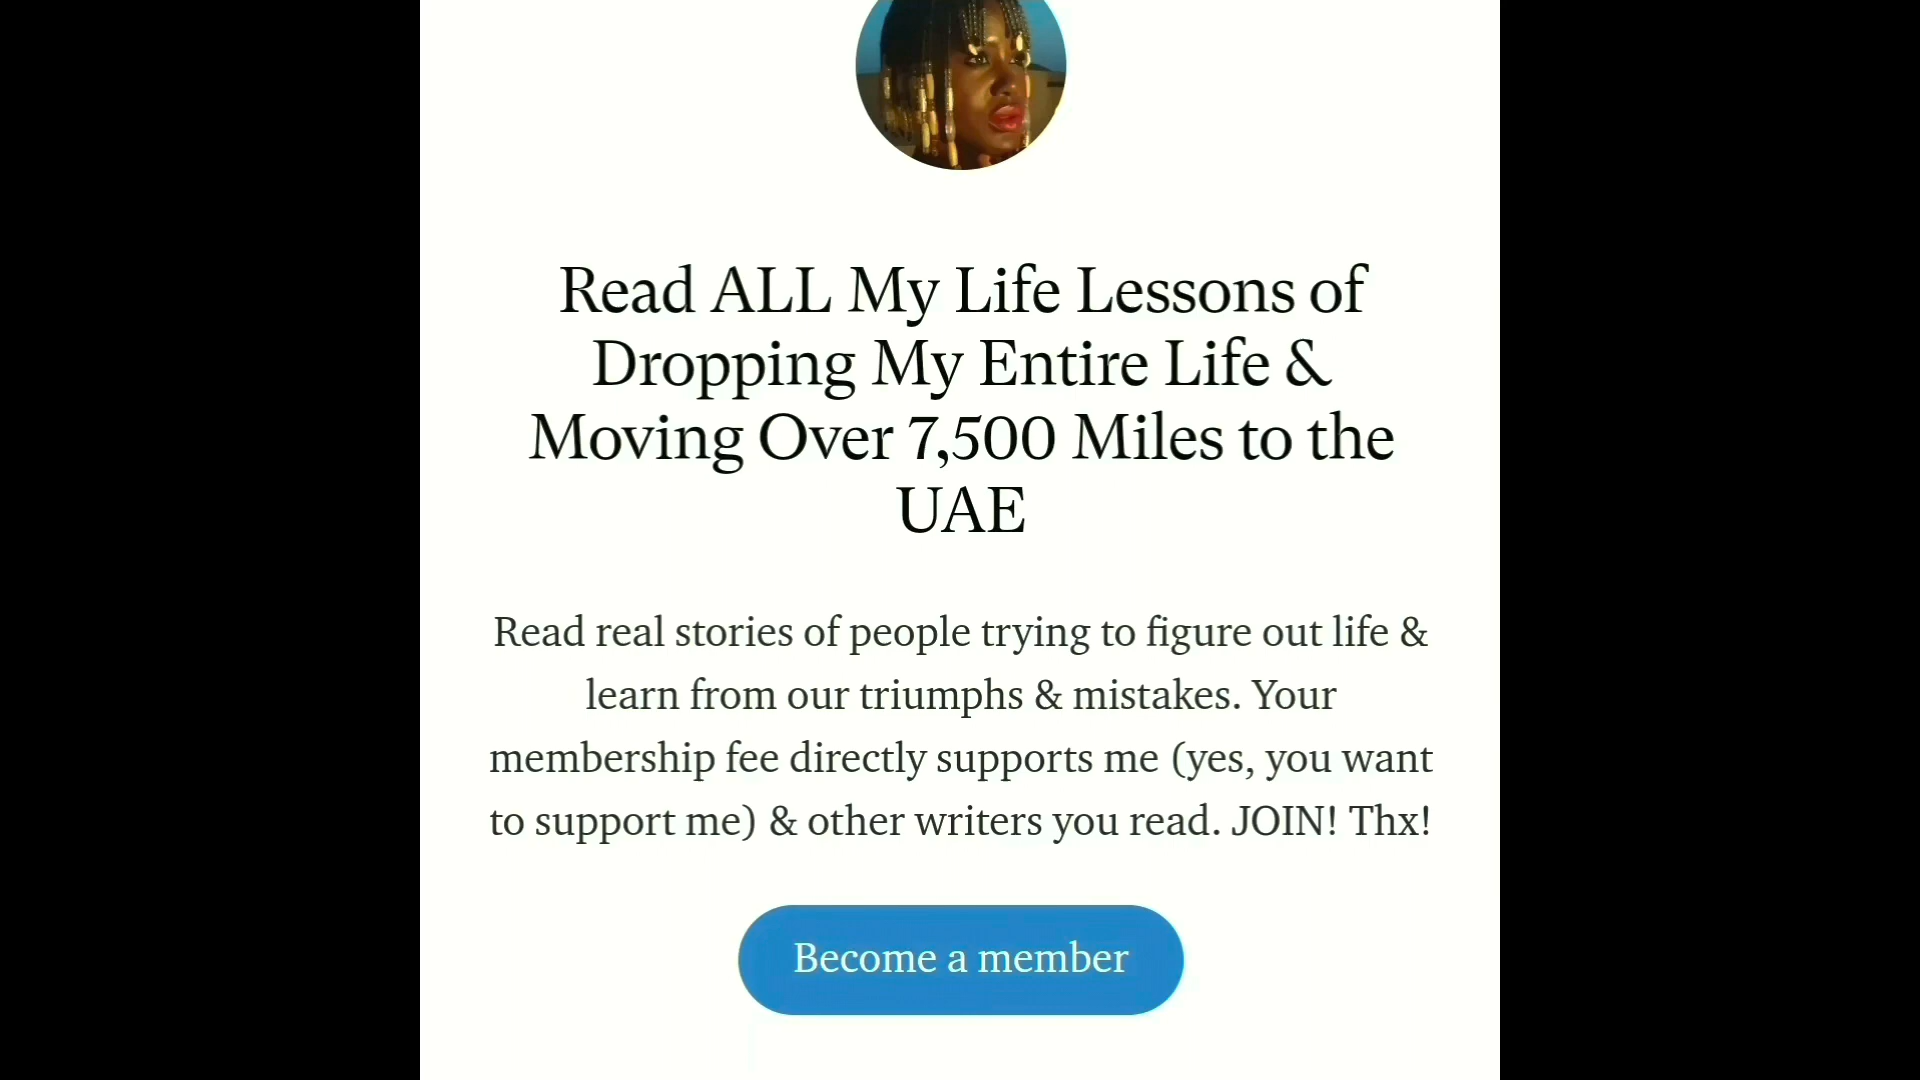 Read ALL My Life Lessons of
Dropping My Entire Life &
Moving Over 7,500 Miles to the
UAE
Read real stories of people trying to figure out life &
learn from our triumphs & mistakes. Your
membership fee directly supports me (yes, you want
to support me) & other writers you read. JOIN! Thx!
Become a member